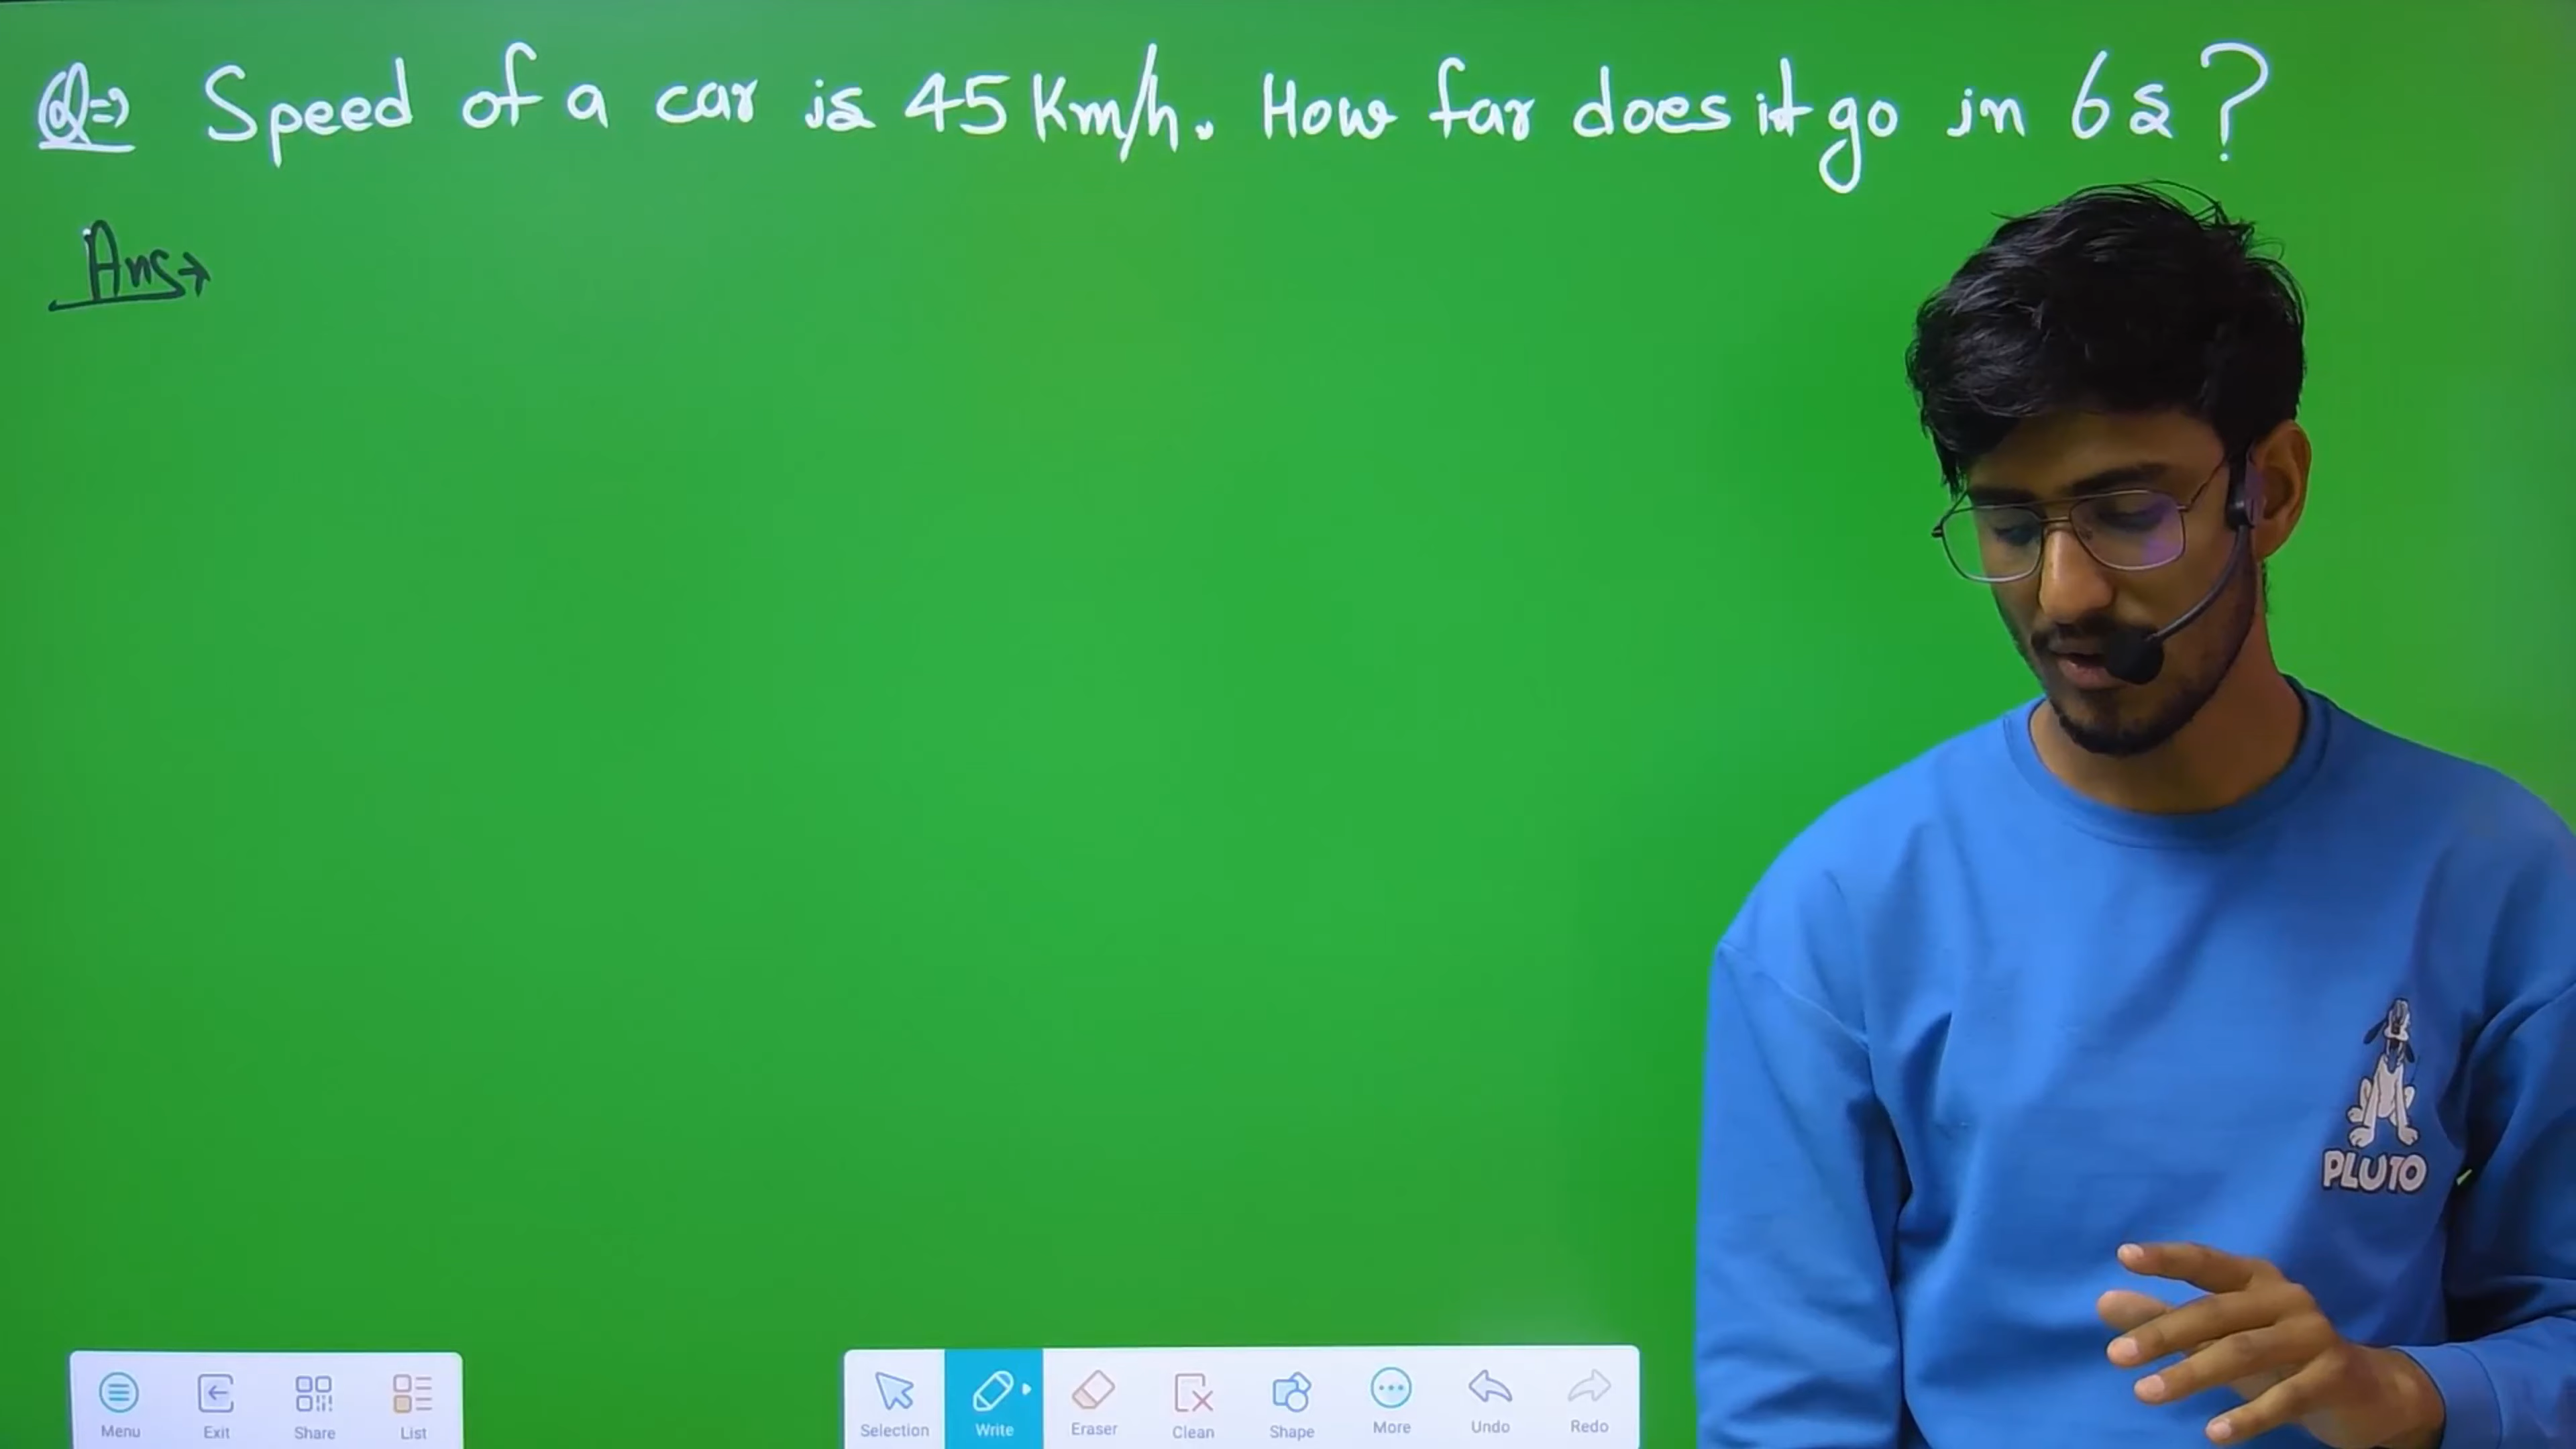 Q⇒ Speed of a car is 45 Km/h. How far does it go in 6s?
Ans→
PLUTO
Menu Exit Share List Selection Write Eraser Clean Shape More Undo Redo